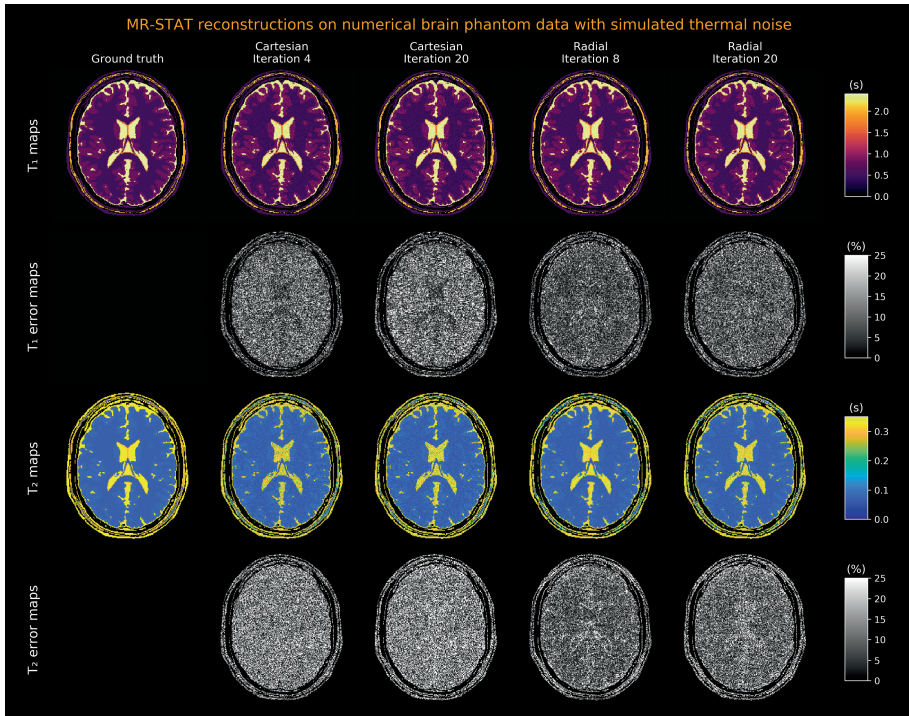 MR-STAT reconstructions on numerical brain phantom data with simulated thermal noise
Ground truth
Cartesian
Iteration 4
Cartesian
Iteration 20
Radial
Iteration 8
Radial
Iteration 20
T₁ maps
(s)
2.0
1.5
1.0
0.5
0.0
T₁ error maps
(%)
25
20
15
10
5
0
T₂ maps
(s)
0.3
0.2
0.1
0.0
T₂ error maps
(%)
25
20
15
10
5
0